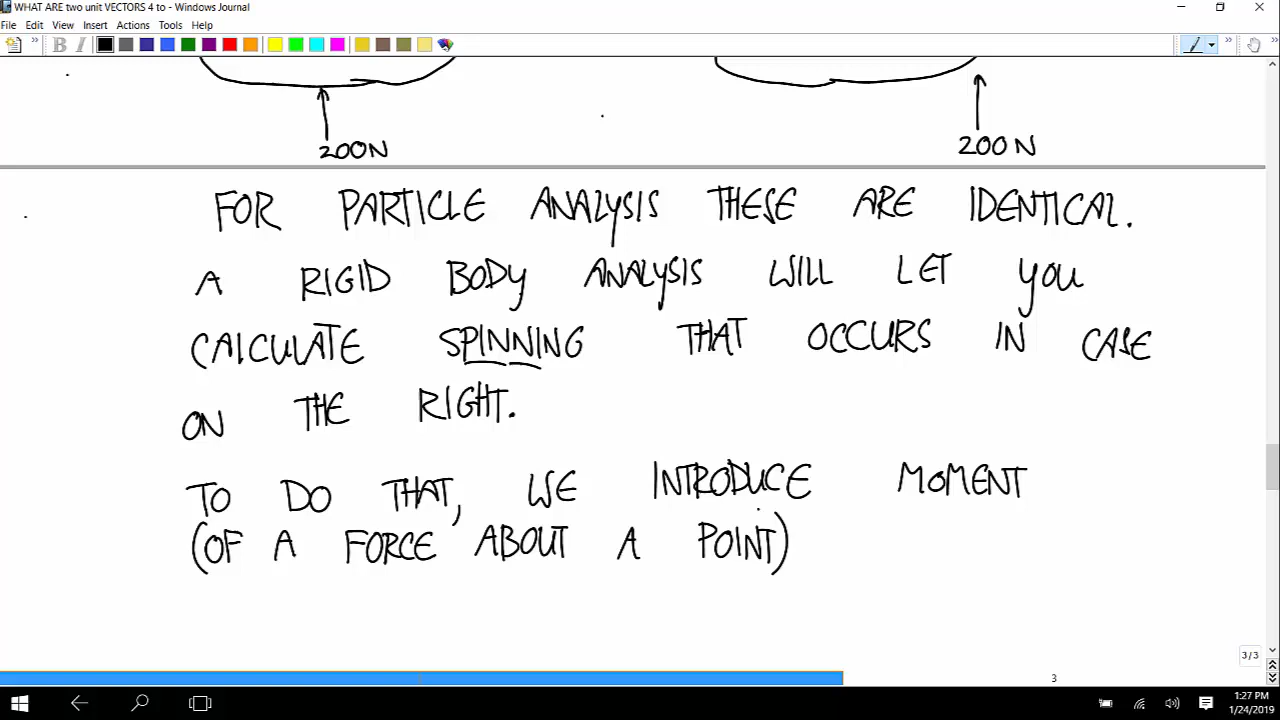 WHAT ARE two unit VECTORS 4 to - Windows Journal
File Edit View Insert Actions Tools Help
B I
200N 200N
FOR PARTICLE ANALYSIS THESE ARE IDENTICAL.
A RIGID BODY ANALYSIS WILL LET YOU
CALCULATE SPINNING THAT OCCURS IN CASE
ON THE RIGHT.
TO DO THAT, WE INTRODUCE MOMENT
(OF A FORCE ABOUT A POINT)
3/3
3
1:27 PM
1/24/2019